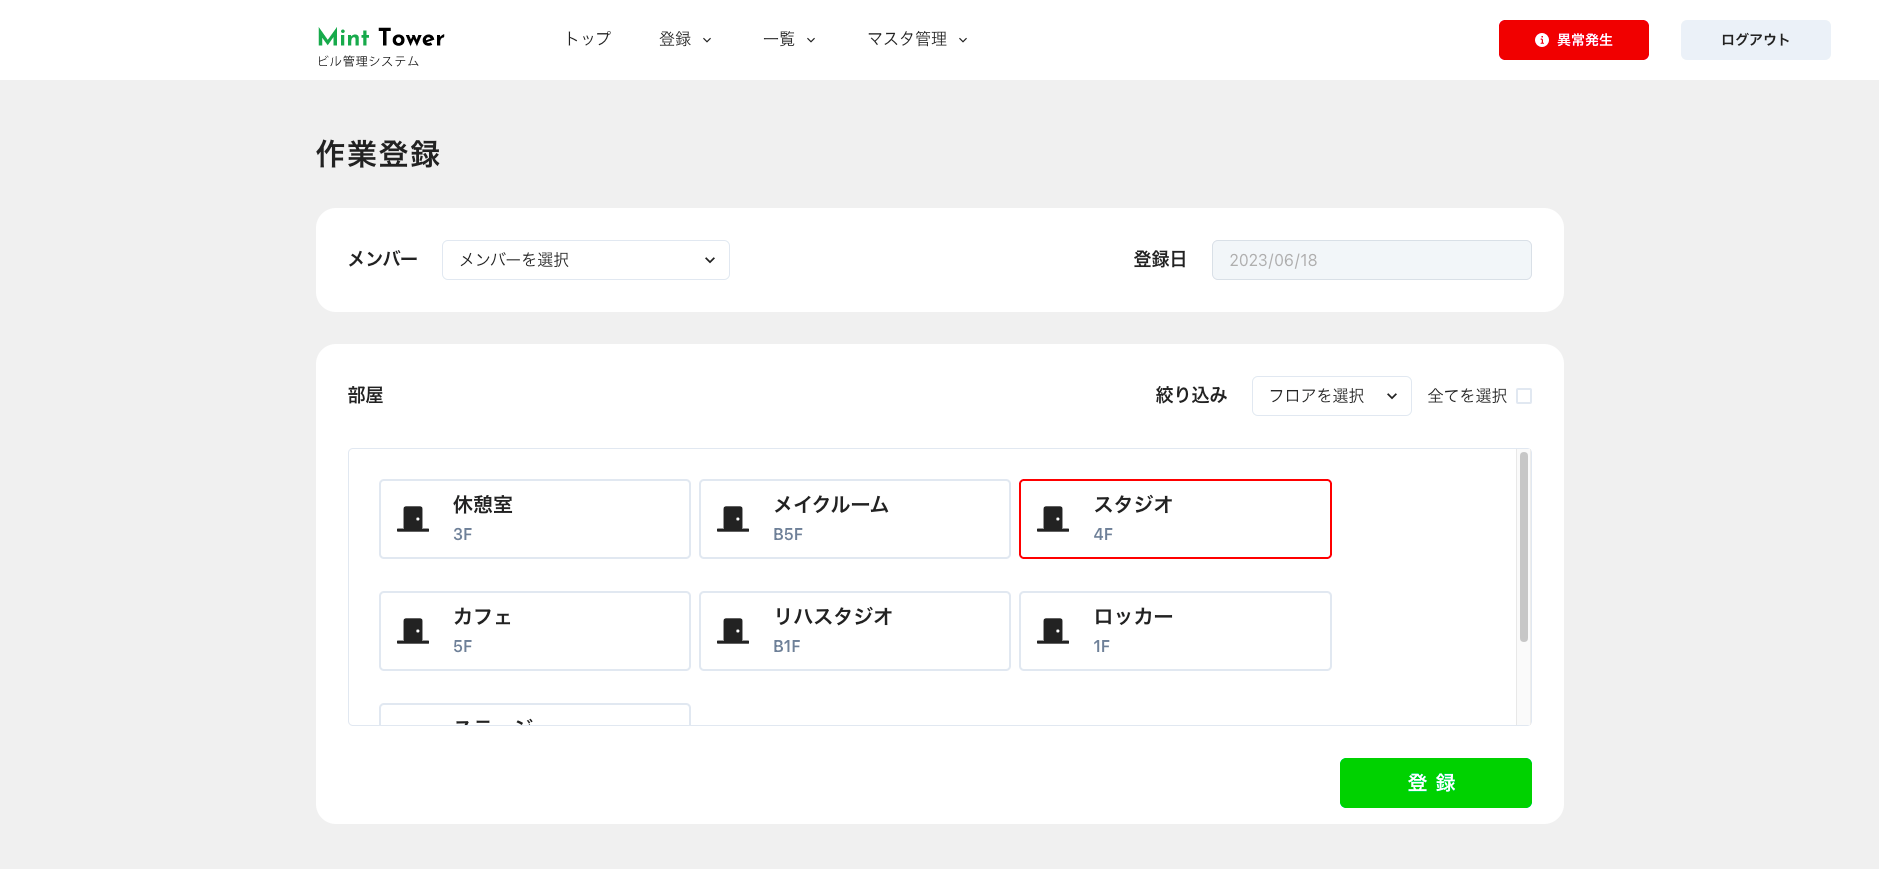 Mint Tower
ビル管理システム
トップ
登録
一覧
マスタ管理
異常発生
ログアウト
作業登録
メンバー
メンバーを選択
登録日
2023/06/18
部屋
絞り込み
フロアを選択
全てを選択
休憩室
3F
メイクルーム
B5F
スタジオ
4F
カフェ
5F
リハスタジオ
B1F
ロッカー
1F
登録